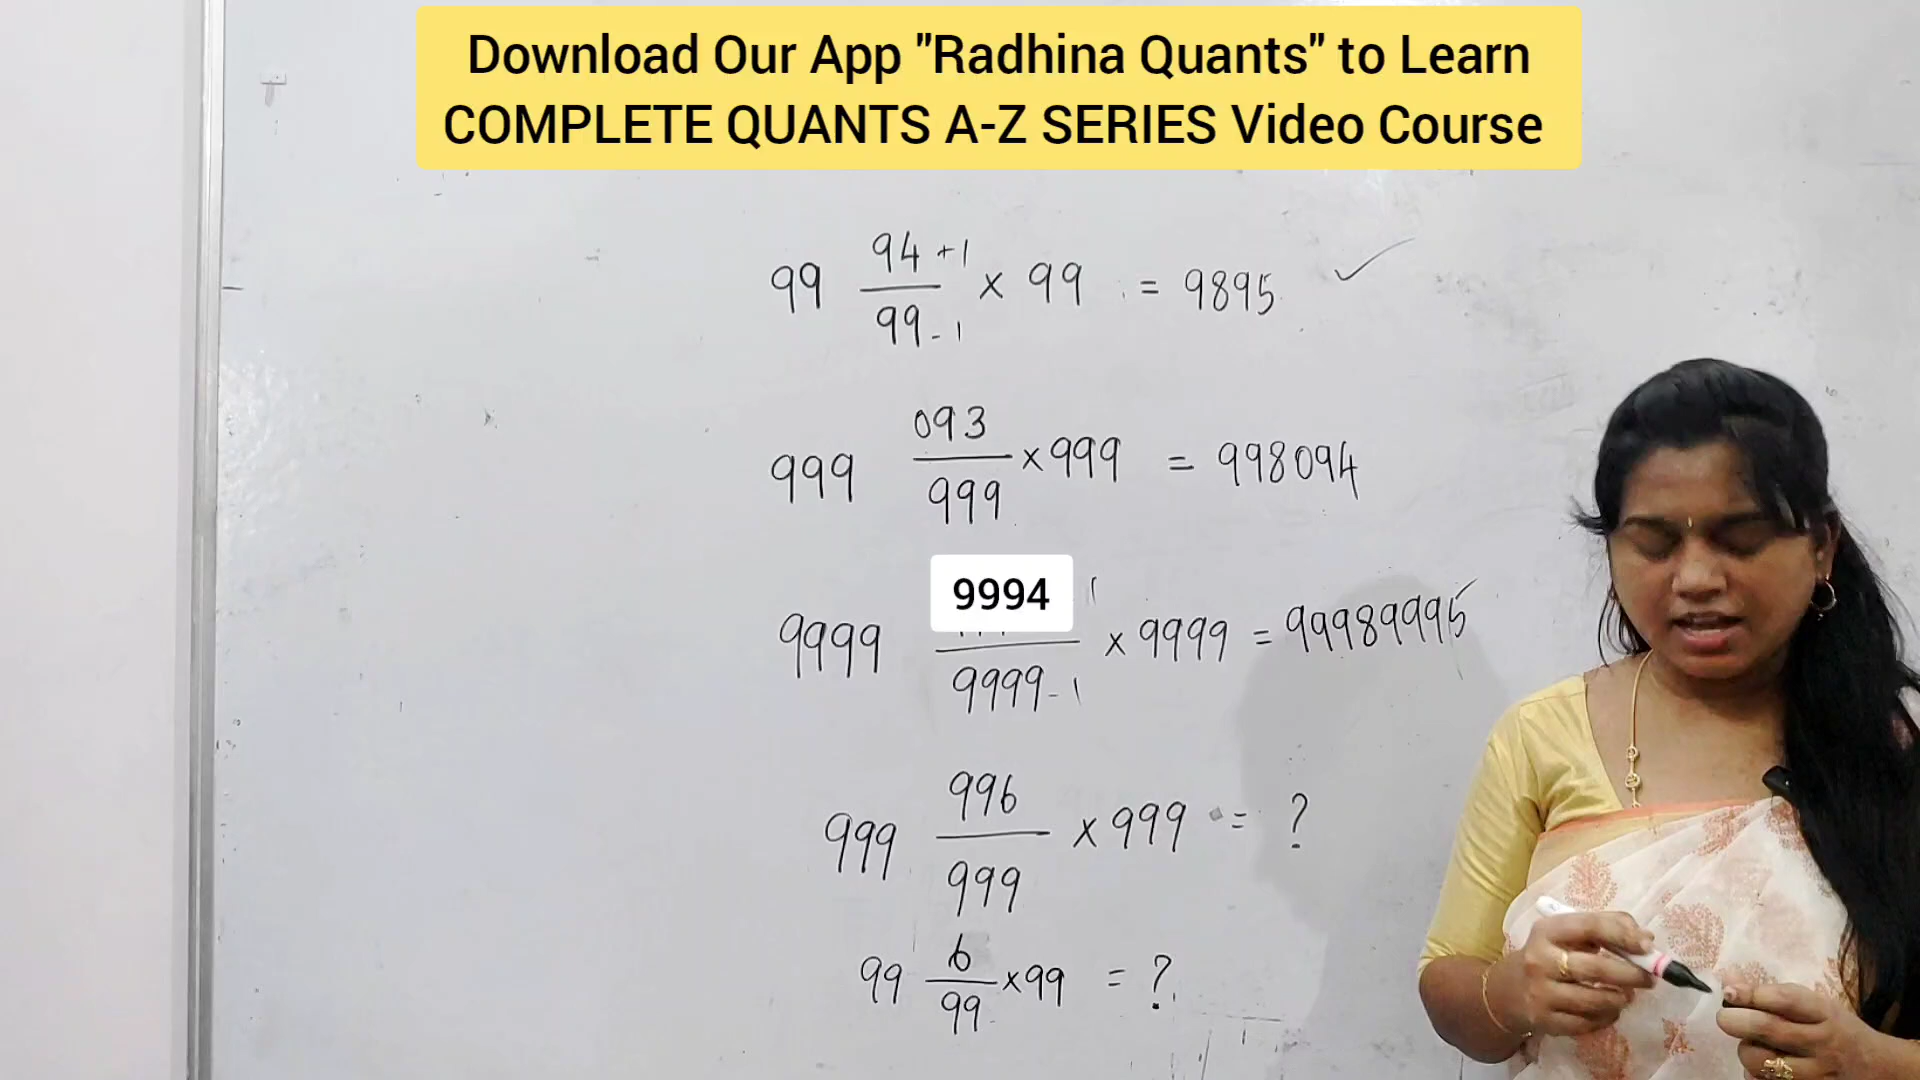 Download Our App "Radhina Quants" to Learn
COMPLETE QUANTS A-Z SERIES Video Course
99 94+1/99-1 × 99 = 9895 ✓
999 093/999 × 999 = 998094
9999 9994 1/9999-1 × 9999 = 99989995
999 996/999 × 999 = ?
99 6/99 × 99 = ?